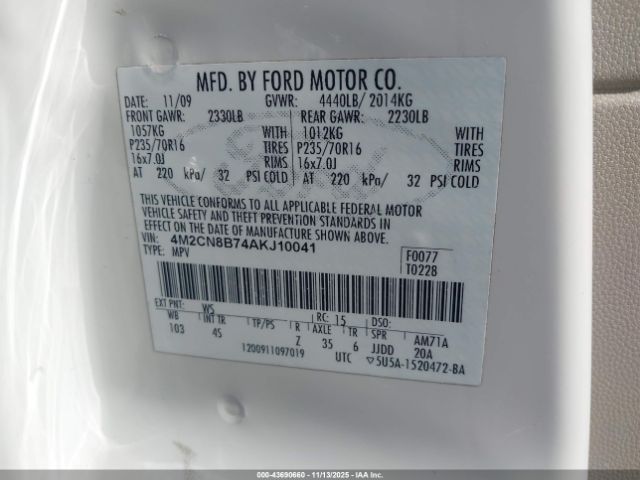 MFD. BY FORD MOTOR CO.
DATE: 11/09 GVWR: 4440LB/ 2014KG
FRONT GAWR: 2330LB REAR GAWR: 2230LB
1057KG WITH 1012KG WITH
P235/70R16 TIRES P235/70R16 TIRES
16x7.0J RIMS 16x7.0J RIMS
AT 220 kPa/ 32 PSI COLD AT 220 kPa/ 32 PSI COLD
THIS VEHICLE CONFORMS TO ALL APPLICABLE FEDERAL MOTOR
VEHICLE SAFETY AND THEFT PREVENTION STANDARDS IN
EFFECT ON THE DATE OF MANUFACTURE SHOWN ABOVE.
VIN: 4M2CN8B74AKJ10041 F0077
TYPE: MPV T0228
EXT PNT: WS RC: 15 DSO:
WB INT TR TP/PS R AXLE TR SPR AM71A
103 45 Z 35 6 JJDD 20A
1200911097019 UTC ▽5U5A-1520472-BA
000-43690660 - 11/13/2025 - IAAI.COM